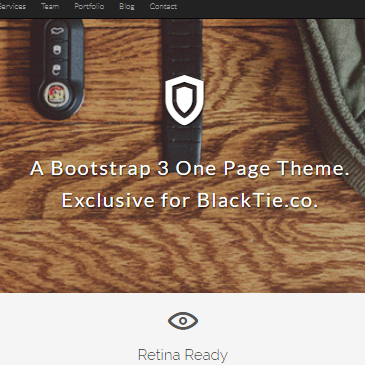 Services Team Portfolio Blog Contact
A Bootstrap 3 One Page Theme.
Exclusive for BlackTie.co.
Retina Ready